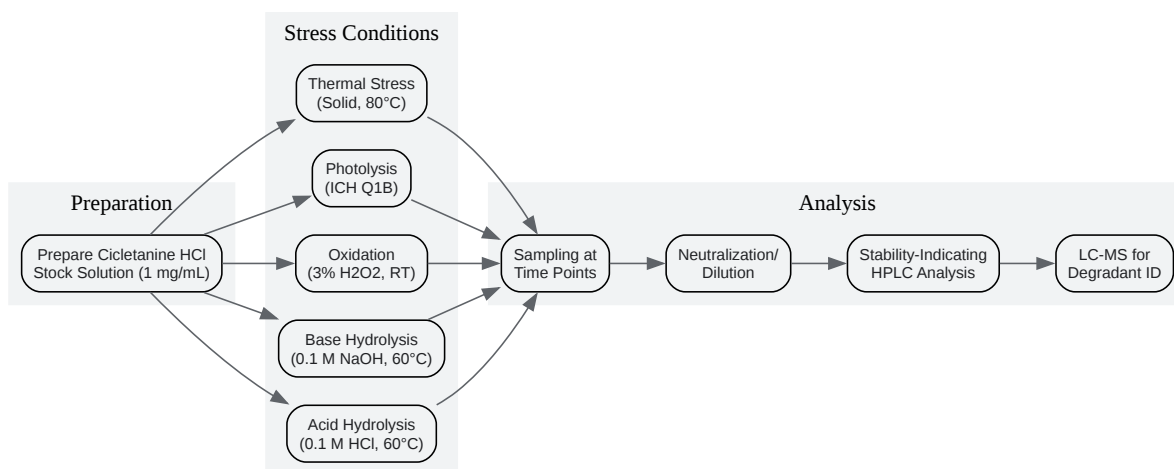 Stress Conditions
Thermal Stress
(Solid, 80°C)
Photolysis
(ICH Q1B)
Preparation
Analysis
Prepare Cicletanine HCl
Stock Solution (1 mg/mL)
Oxidation
(3% H2O2, RT)
Sampling at
Time Points
Neutralization/
Dilution
Stability-Indicating
HPLC Analysis
LC-MS for
Degradant ID
Base Hydrolysis
(0.1 M NaOH, 60°C)
Acid Hydrolysis
(0.1 M HCl, 60°C)